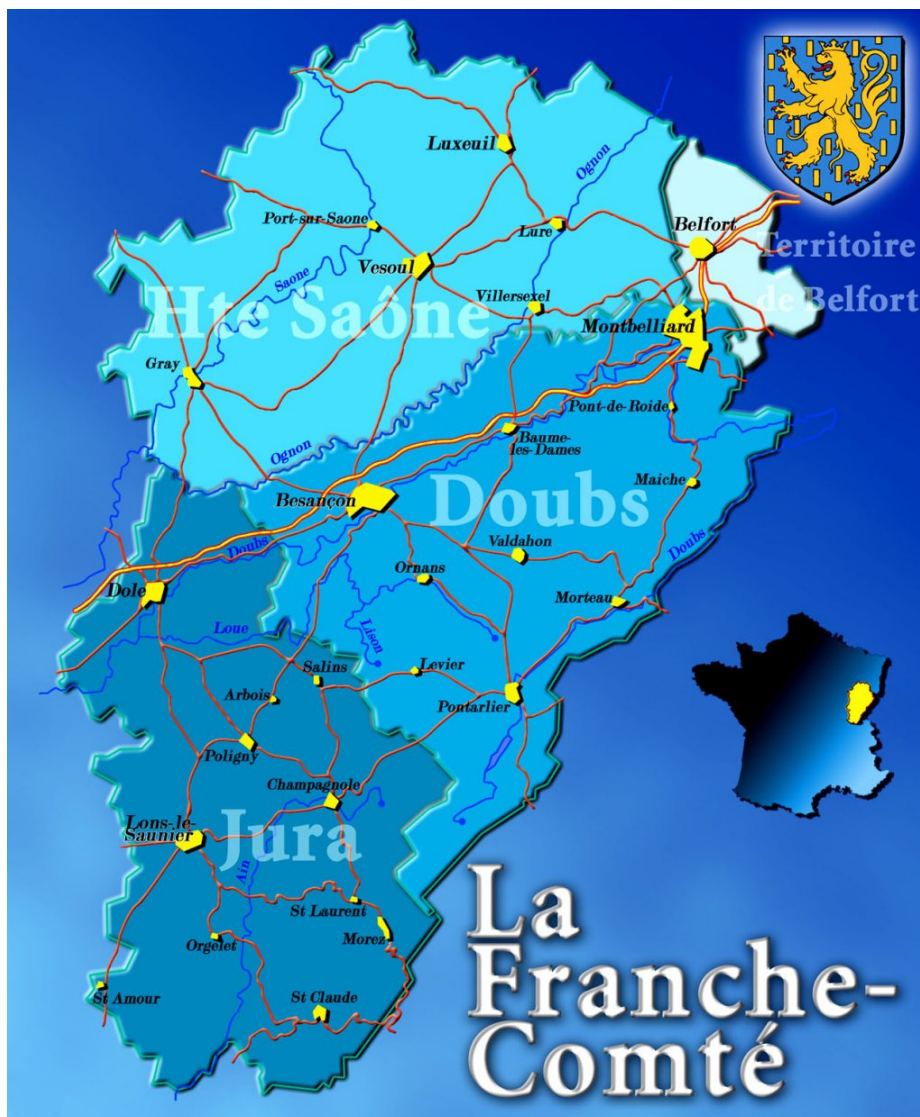 Luxeuil
Ognon
Port-sur-Saone
Lure
Belfort
Territoire
de Belfort
Vesoul
Saone
Hte Saône
Villersexel
Montbelliard
Gray
Pont-de-Roide
Baume-
les-Dames
Ognon
Besançon
Doubs
Maiche
Doubs
Valdahon
Doubs
Ornans
Dole
Morteau
Loue
Lison
Salins
Levier
Arbois
Pontarlier
Poligny
Champagnole
Lons-le-
Saunier
Jura
Ain
St Laurent
Morez
Orgelet
St Amour
St Claude
La
Franche-
Comté